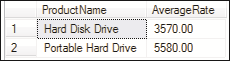 ProductName AverageRate
1 Hard Disk Drive 3570.00
2 Portable Hard Drive 5580.00